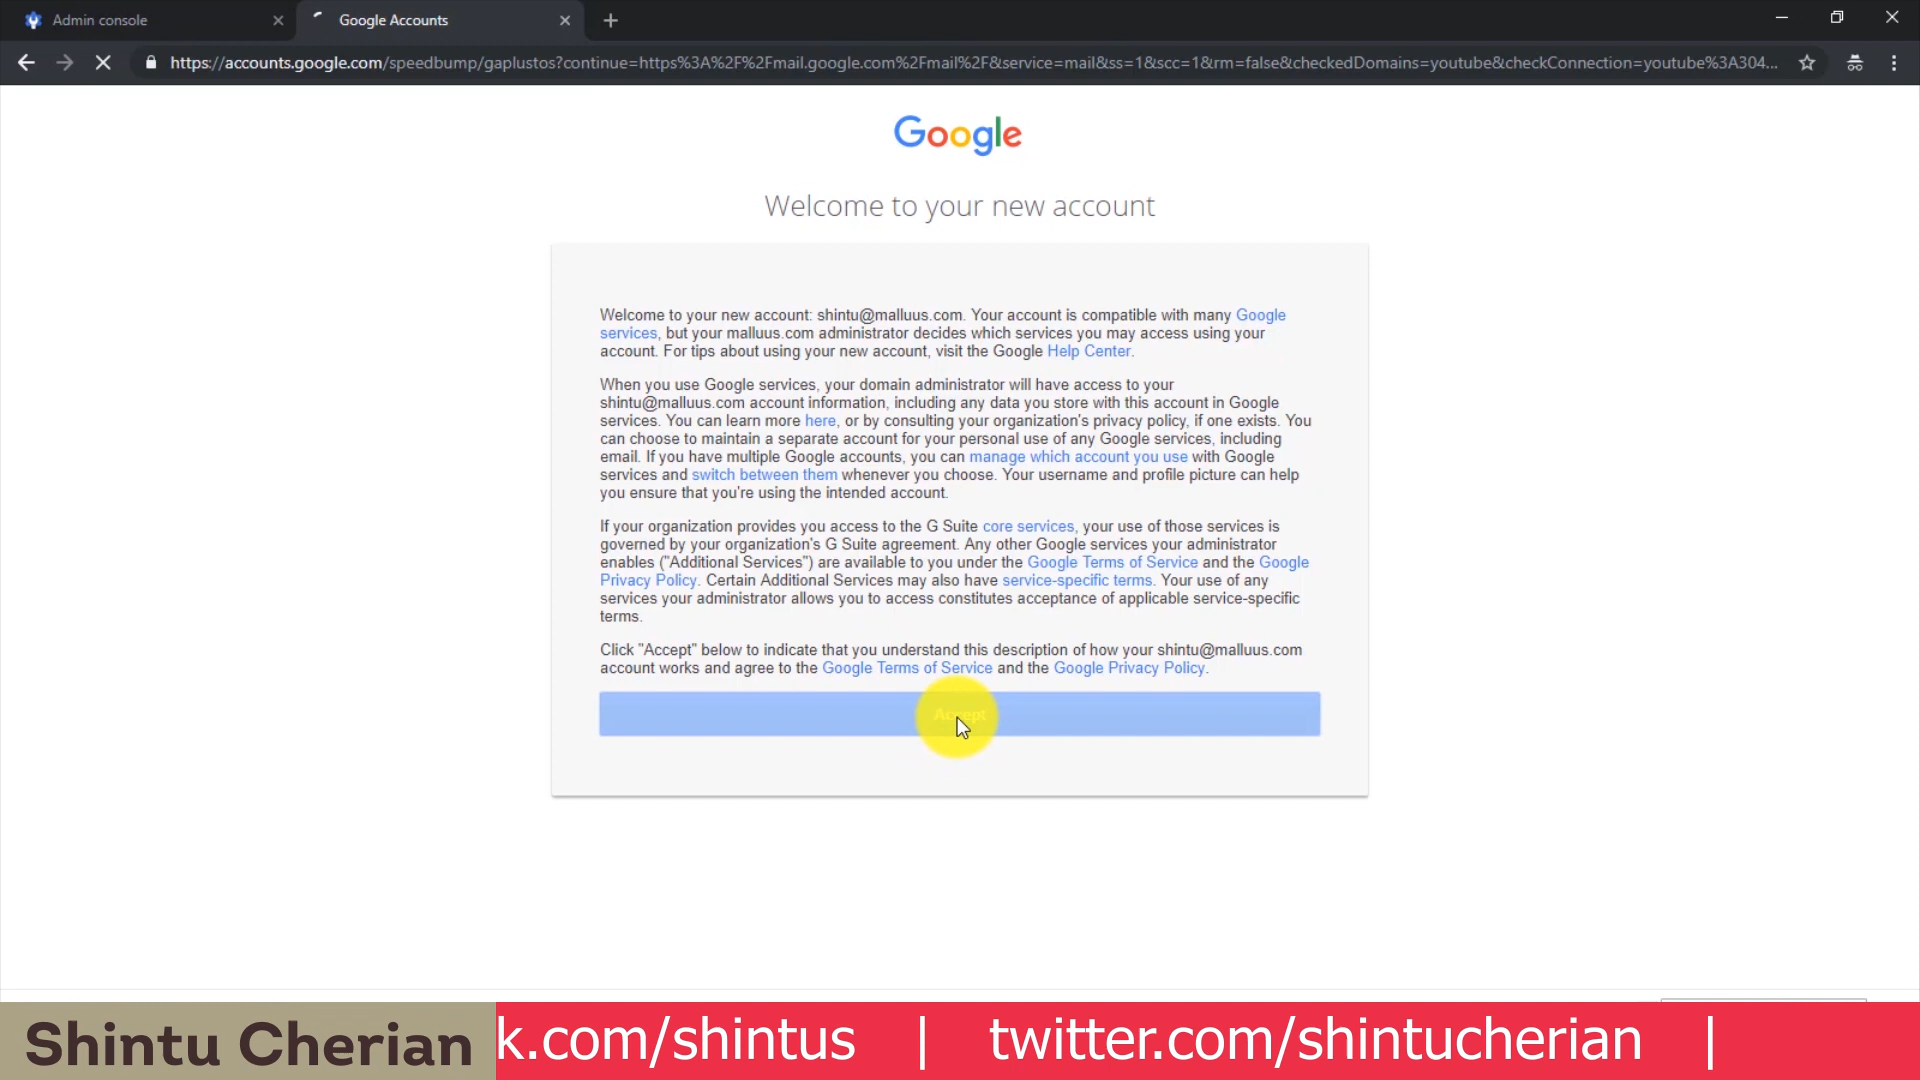 Admin console
Google Accounts
https://accounts.google.com/speedbump/gaplustos?continue=https%3A%2F%2Fmail.google.com%2Fmail%2F&service=mail&ss=1&scc=1&rm=false&checkedDomains=youtube&checkConnection=youtube%3A304...
Google
Welcome to your new account
Welcome to your new account: shintu@malluus.com. Your account is compatible with many Google
services, but your malluus.com administrator decides which services you may access using your
account. For tips about using your new account, visit the Google Help Center.
When you use Google services, your domain administrator will have access to your
shintu@malluus.com account information, including any data you store with this account in Google
services. You can learn more here, or by consulting your organization's privacy policy, if one exists. You
can choose to maintain a separate account for your personal use of any Google services, including
email. If you have multiple Google accounts, you can manage which account you use with Google
services and switch between them whenever you choose. Your username and profile picture can help
you ensure that you're using the intended account.
If your organization provides you access to the G Suite core services, your use of those services is
governed by your organization's G Suite agreement. Any other Google services your administrator
enables ("Additional Services") are available to you under the Google Terms of Service and the Google
Privacy Policy. Certain Additional Services may also have service-specific terms. Your use of any
services your administrator allows you to access constitutes acceptance of applicable service-specific
terms.
Click "Accept" below to indicate that you understand this description of how your shintu@malluus.com
account works and agree to the Google Terms of Service and the Google Privacy Policy.
Accept
Shintu Cherian k.com/shintus | twitter.com/shintucherian |